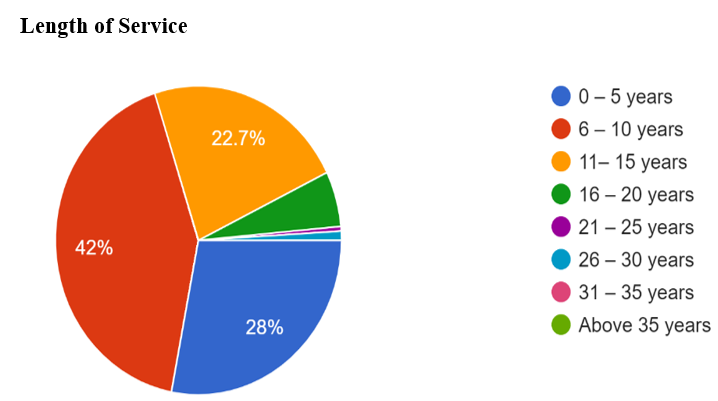 Length of Service
22.7%
42%
28%
0 – 5 years
6 – 10 years
11– 15 years
16 – 20 years
21 – 25 years
26 – 30 years
31 – 35 years
Above 35 years